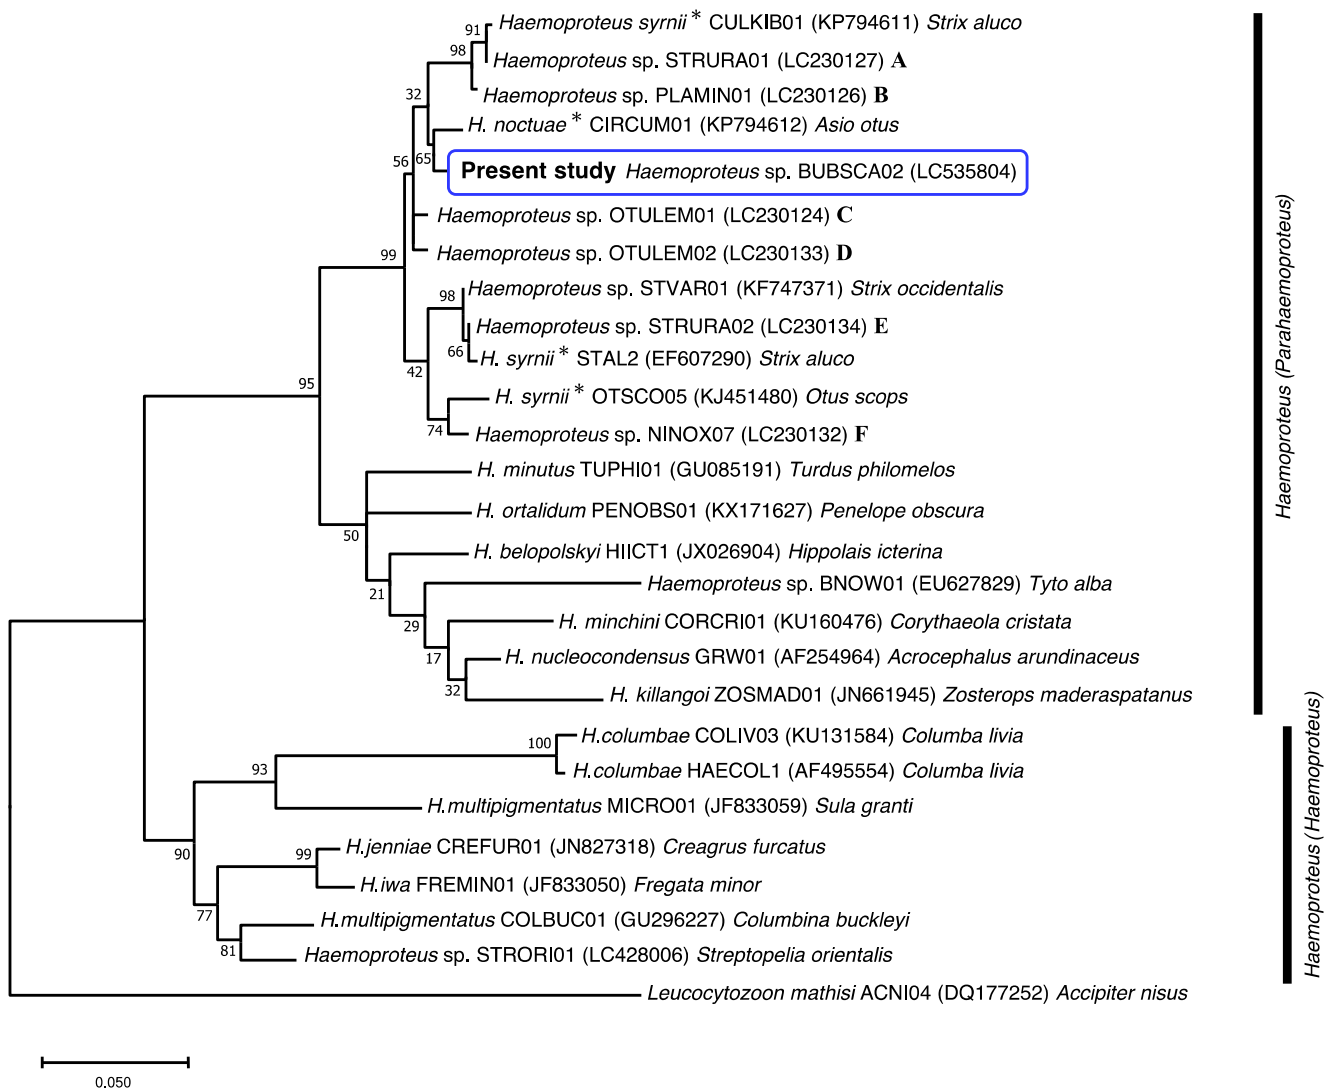 91
Haemoproteus syrnii * CULKIB01 (KP794611) Strix aluco
98
Haemoproteus sp. STRURA01 (LC230127) A
32
Haemoproteus sp. PLAMIN01 (LC230126) B
H. noctuae * CIRCUM01 (KP794612) Asio otus
56
65
Present study Haemoproteus sp. BUBSCA02 (LC535804)
Haemoproteus sp. OTULEM01 (LC230124) C
99
Haemoproteus sp. OTULEM02 (LC230133) D
98
Haemoproteus sp. STVAR01 (KF747371) Strix occidentalis
Haemoproteus sp. STRURA02 (LC230134) E
66
H. syrnii * STAL2 (EF607290) Strix aluco
42
95
H. syrnii * OTSCO05 (KJ451480) Otus scops
74
Haemoproteus sp. NINOX07 (LC230132) F
H. minutus TUPHI01 (GU085191) Turdus philomelos
H. ortalidum PENOBS01 (KX171627) Penelope obscura
50
H. belopolskyi HIICT1 (JX026904) Hippolais icterina
21
Haemoproteus sp. BNOW01 (EU627829) Tyto alba
29
H. minchini CORCRI01 (KU160476) Corythaeola cristata
17
H. nucleocondensus GRW01 (AF254964) Acrocephalus arundinaceus
32
H. killangoi ZOSMAD01 (JN661945) Zosterops maderaspatanus
Haemoproteus (Parahaemoproteus)
100
H.columbae COLIV03 (KU131584) Columba livia
93
H.columbae HAECOL1 (AF495554) Columba livia
H.multipigmentatus MICRO01 (JF833059) Sula granti
90
99
H.jenniae CREFUR01 (JN827318) Creagrus furcatus
H.iwa FREMIN01 (JF833050) Fregata minor
77
H.multipigmentatus COLBUC01 (GU296227) Columbina buckleyi
81
Haemoproteus sp. STRORI01 (LC428006) Streptopelia orientalis
Haemoproteus (Haemoproteus)
Leucocytozoon mathisi ACNI04 (DQ177252) Accipiter nisus
0.050